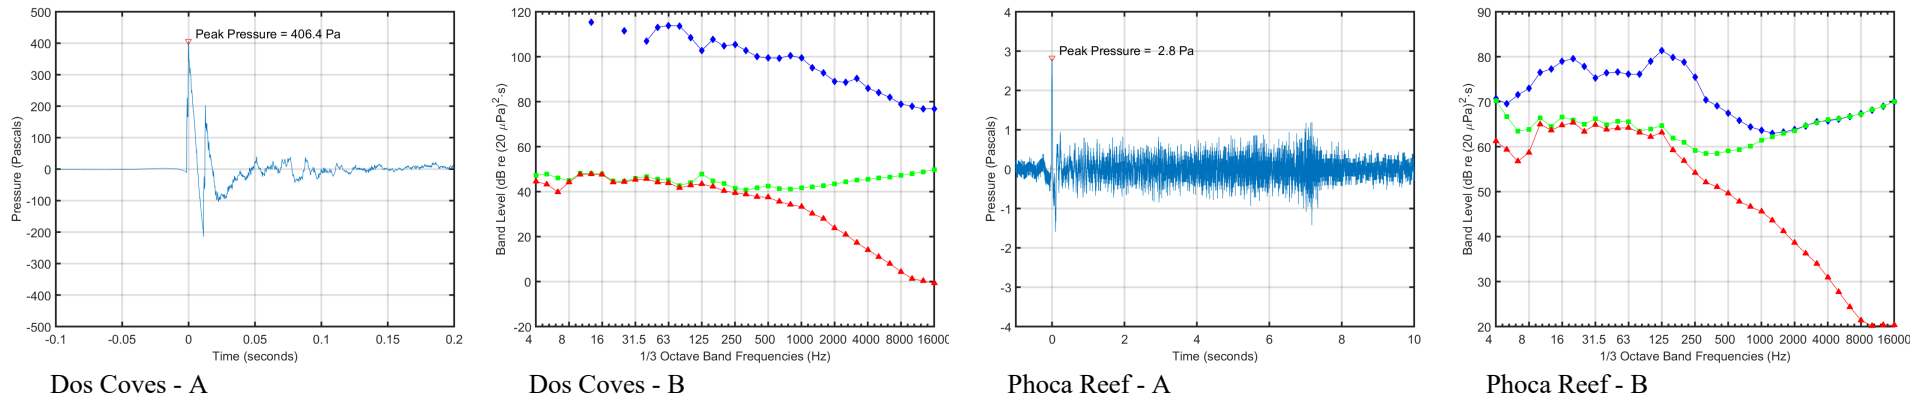 Peak Pressure = 406.4 Pa
Pressure (Pascals)
500
400
300
200
100
0
-100
-200
-300
-400
-500
-0.1 -0.05 0 0.05 0.1 0.15 0.2
Time (seconds)
Dos Coves - A
Band Level (dB re (20 μPa)²·s)
120
100
80
60
40
20
0
-20
4 8 16 31.5 63 125 250 500 1000 2000 4000 8000 16000
1/3 Octave Band Frequencies (Hz)
Dos Coves - B
Peak Pressure = 2.8 Pa
Pressure (Pascals)
4
3
2
1
0
-1
-2
-3
-4
0 2 4 6 8 10
Time (seconds)
Phoca Reef - A
Band Level (dB re (20 μPa)²·s)
90
80
70
60
50
40
30
20
4 8 16 31.5 63 125 250 500 1000 2000 4000 8000 16000
1/3 Octave Band Frequencies (Hz)
Phoca Reef - B